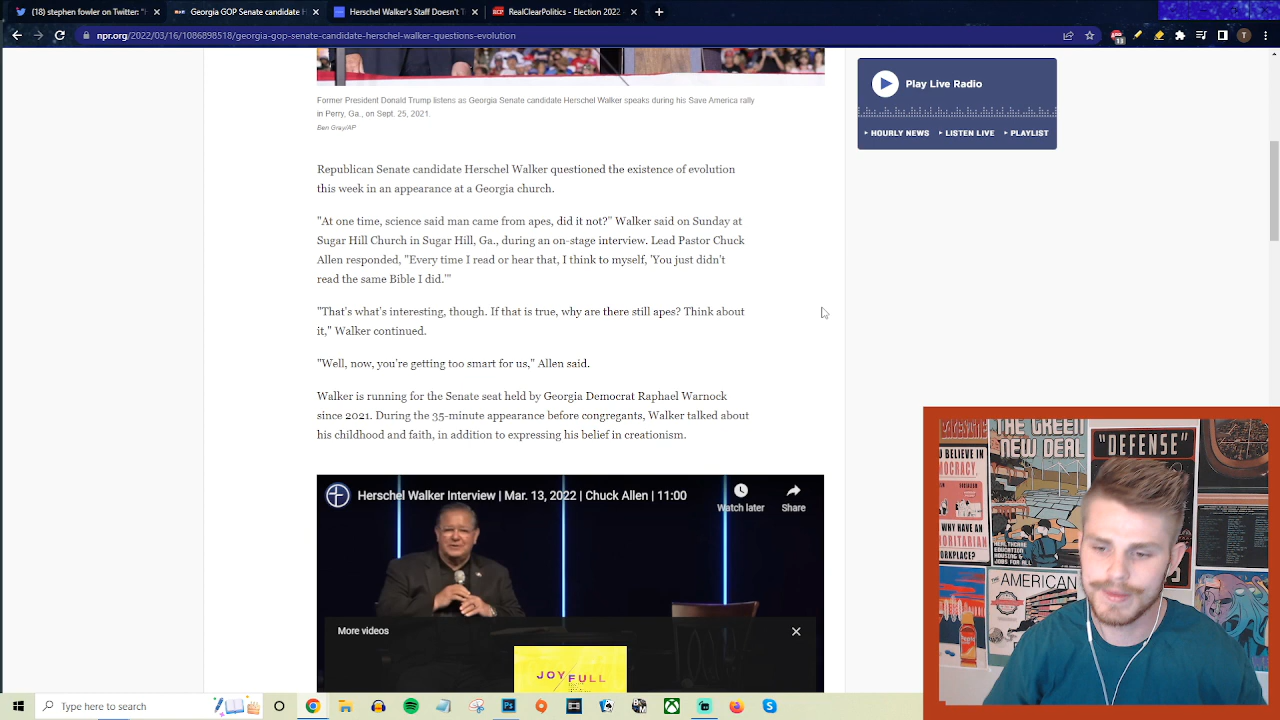 (18) stephen fowler on Twitter: "
Georgia GOP Senate candidate
Herschel Walker's Staff Doesn't T
RealClearPolitics - Election 2022
npr.org/2022/03/16/1086898518/georgia-gop-senate-candidate-herschel-walker-questions-evolution
11
T
Former President Donald Trump listens as Georgia Senate candidate Herschel Walker speaks during his Save America rally
in Perry, Ga., on Sept. 25, 2021.
Ben Gray/AP
Play Live Radio
HOURLY NEWS
LISTEN LIVE
PLAYLIST
Republican Senate candidate Herschel Walker questioned the existence of evolution
this week in an appearance at a Georgia church.
"At one time, science said man came from apes, did it not?" Walker said on Sunday at
Sugar Hill Church in Sugar Hill, Ga., during an on-stage interview. Lead Pastor Chuck
Allen responded, "Every time I read or hear that, I think to myself, 'You just didn't
read the same Bible I did.'"
"That's what's interesting, though. If that is true, why are there still apes? Think about
it," Walker continued.
"Well, now, you're getting too smart for us," Allen said.
Walker is running for the Senate seat held by Georgia Democrat Raphael Warnock
since 2021. During the 35-minute appearance before congregants, Walker talked about
his childhood and faith, in addition to expressing his belief in creationism.
Herschel Walker Interview | Mar. 13, 2022 | Chuck Allen | 11:00
Watch later
Share
More videos
JOYFULL
THE GREEN
NEW DEAL
"DEFENSE"
U BELIEVE IN
WHY HAVE AN
WORKPLACE?
HEALTHCARE
EDUCATION
HOUSING &
JOBS FOR ALL
THE AMERICAN
Type here to search